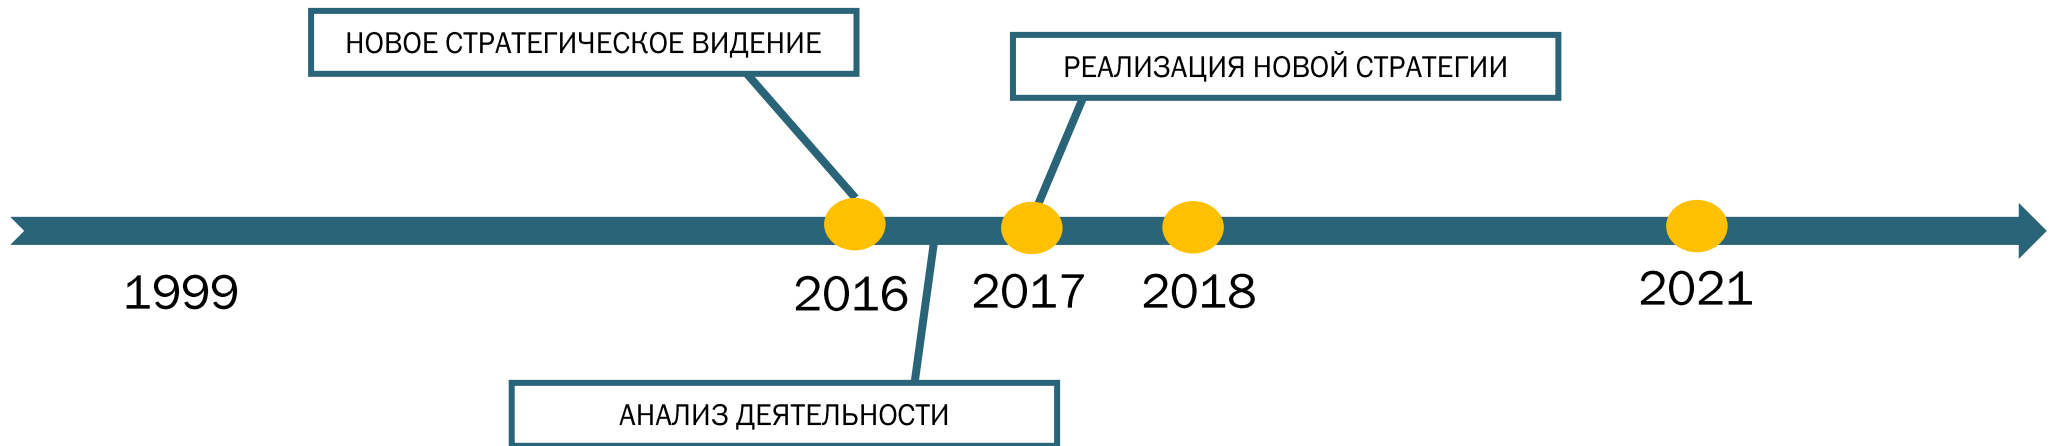 НОВОЕ СТРАТЕГИЧЕСКОЕ ВИДЕНИЕ
РЕАЛИЗАЦИЯ НОВОЙ СТРАТЕГИИ
1999
2016
2017
2018
2021
АНАЛИЗ ДЕЯТЕЛЬНОСТИ